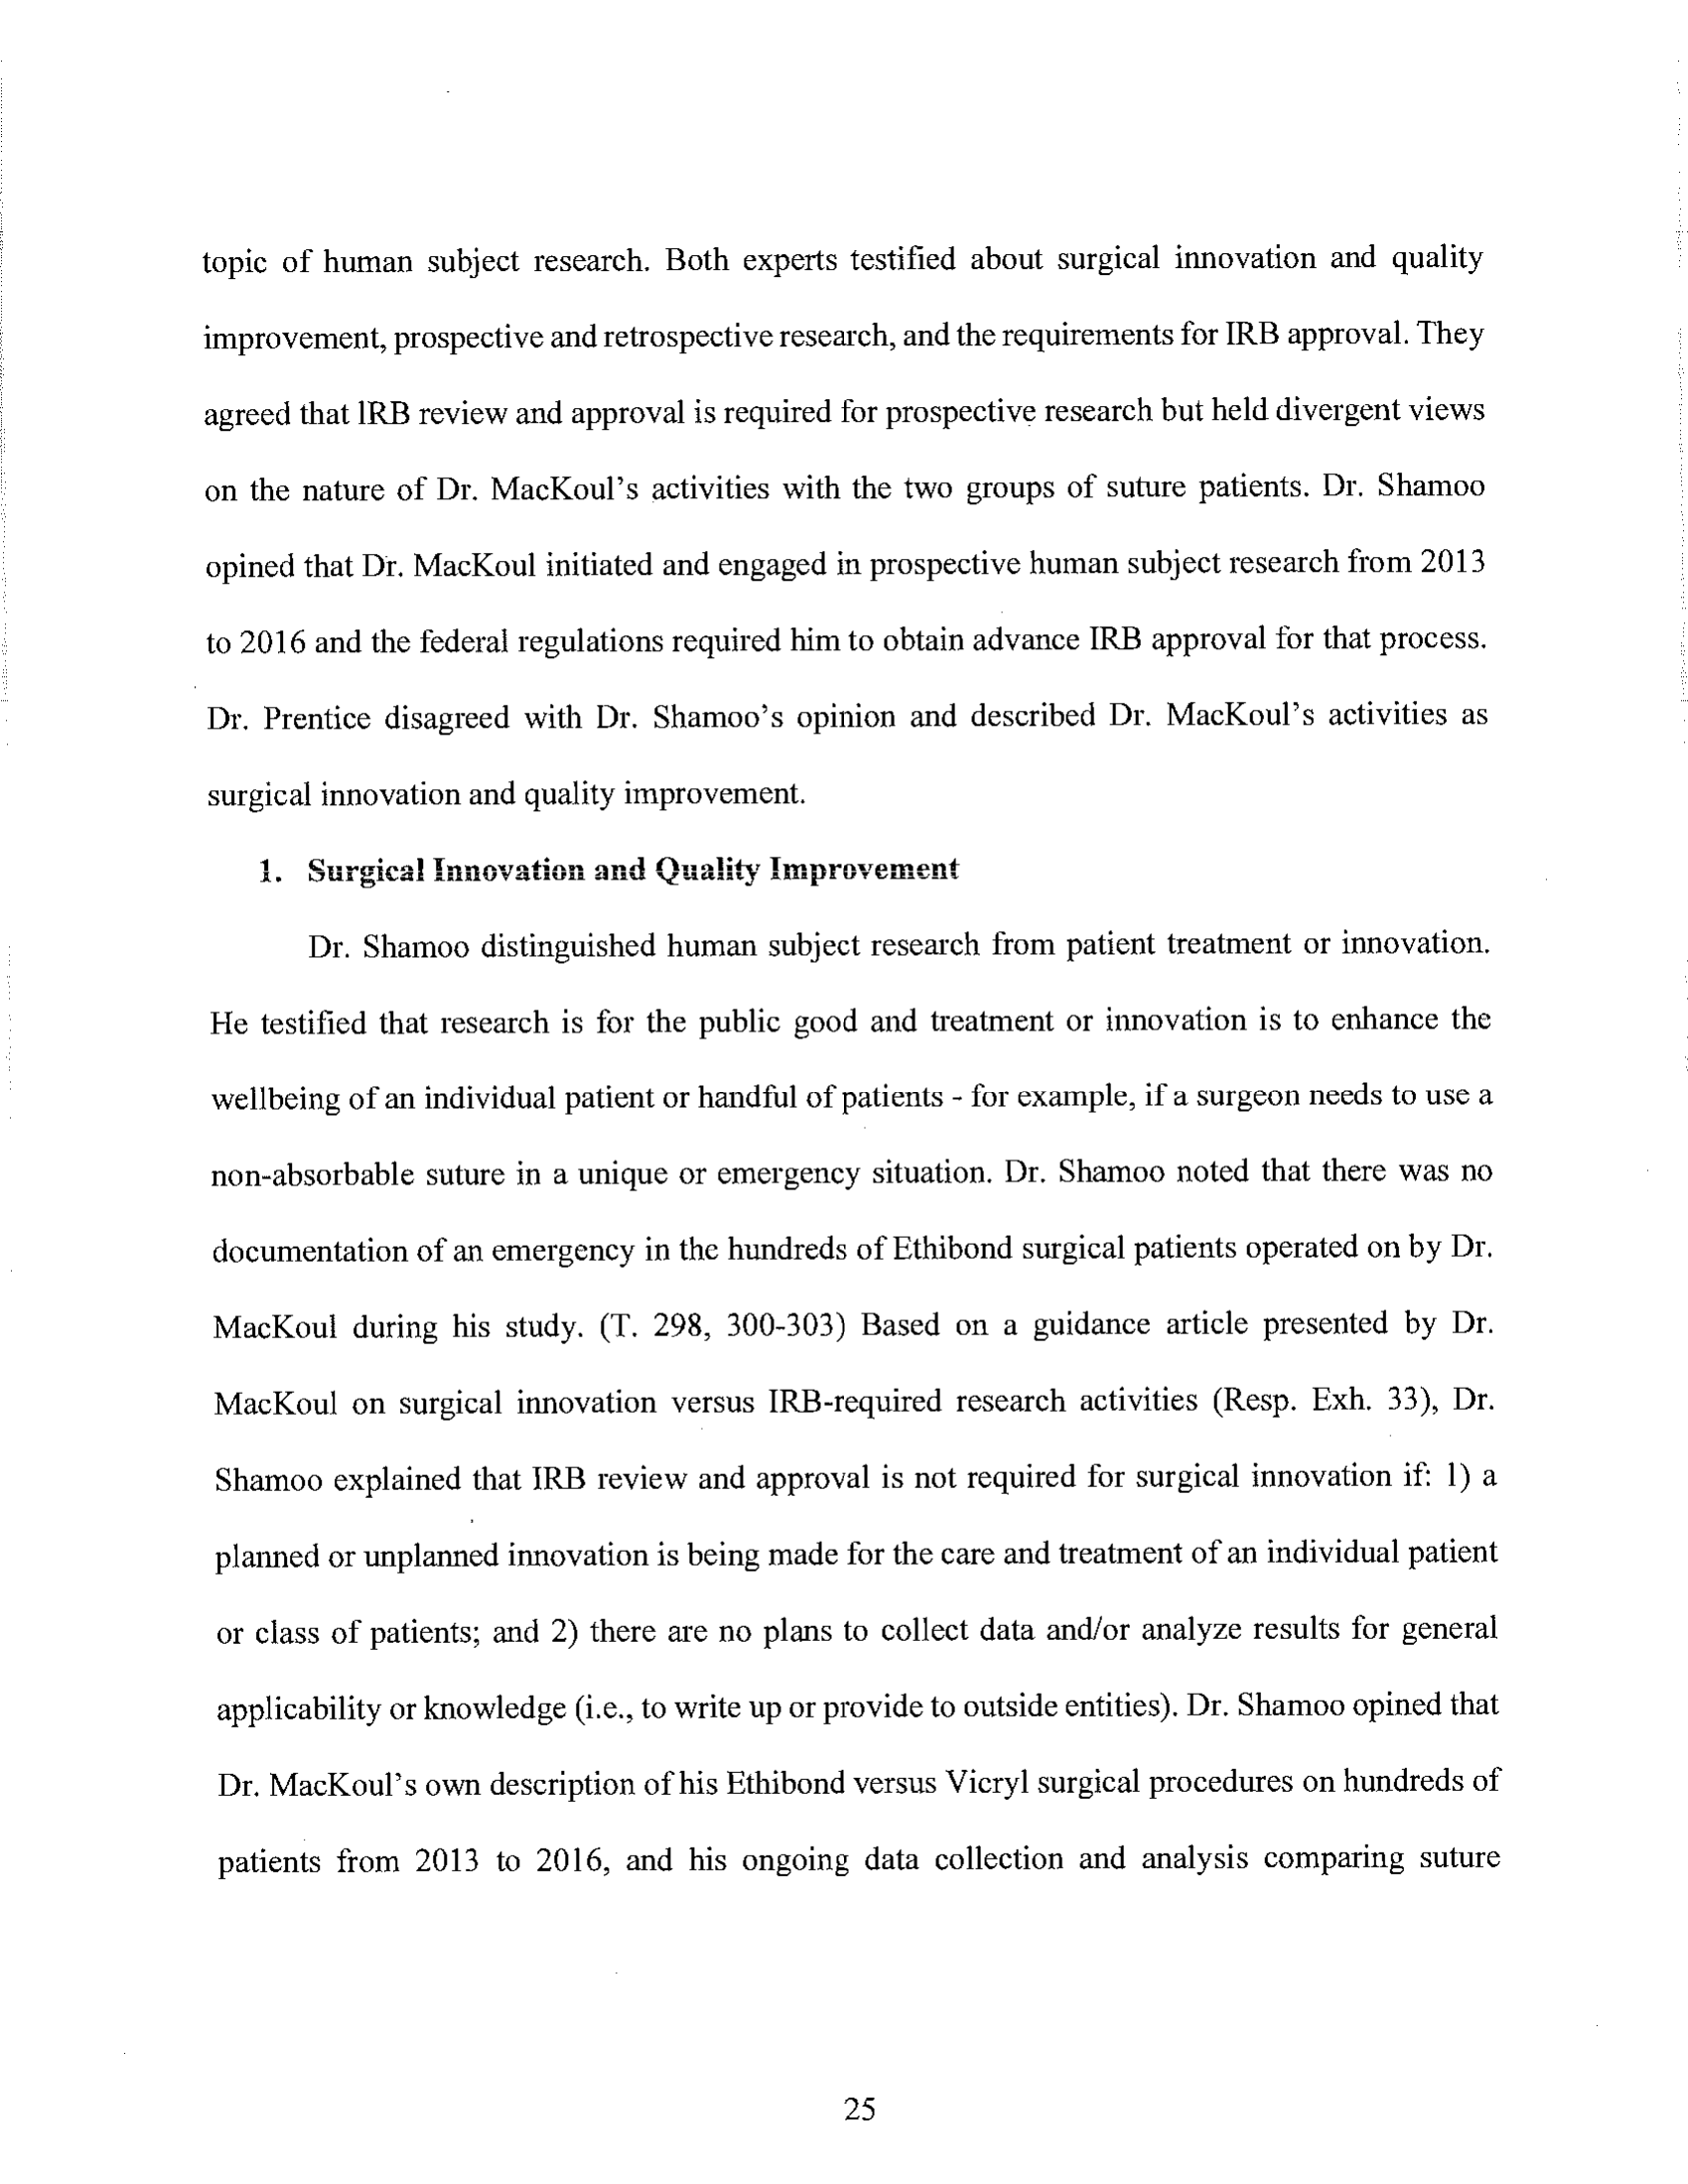 topic of human subject research. Both experts testified about surgical innovation and quality
improvement, prospective and retrospective research, and the requirements for IRB approval. They
agreed that IRB review and approval is required for prospective research but held divergent views
on the nature of Dr. MacKoul's activities with the two groups of suture patients. Dr. Shamoo
opined that Dr. MacKoul initiated and engaged in prospective human subject research from 2013
to 2016 and the federal regulations required him to obtain advance IRB approval for that process.
Dr. Prentice disagreed with Dr. Shamoo's opinion and described Dr. MacKoul's activities as
surgical innovation and quality improvement.
1. Surgical Innovation and Quality Improvement
Dr. Shamoo distinguished human subject research from patient treatment or innovation.
He testified that research is for the public good and treatment or innovation is to enhance the
wellbeing of an individual patient or handful of patients - for example, if a surgeon needs to use a
non-absorbable suture in a unique or emergency situation. Dr. Shamoo noted that there was no
documentation of an emergency in the hundreds of Ethibond surgical patients operated on by Dr.
MacKoul during his study. (T. 298, 300-303) Based on a guidance article presented by Dr.
MacKoul on surgical innovation versus IRB-required research activities (Resp. Exh. 33), Dr.
Shamoo explained that IRB review and approval is not required for surgical innovation if: 1) a
planned or unplanned innovation is being made for the care and treatment of an individual patient
or class of patients; and 2) there are no plans to collect data and/or analyze results for general
applicability or knowledge (i.e., to write up or provide to outside entities). Dr. Shamoo opined that
Dr. MacKoul's own description of his Ethibond versus Vicryl surgical procedures on hundreds of
patients from 2013 to 2016, and his ongoing data collection and analysis comparing suture
25